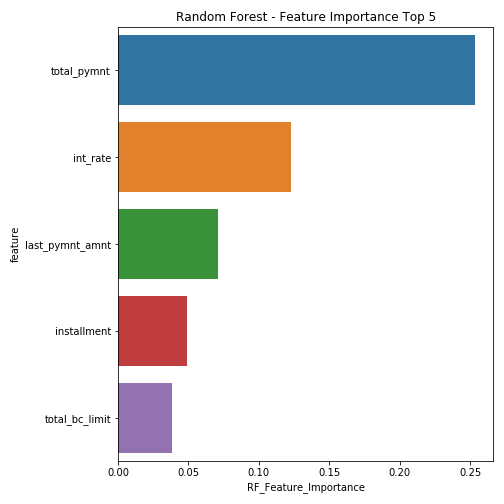 Random Forest - Feature Importance Top 5
total_pymnt
int_rate
last_pymnt_amnt
installment
total_bc_limit
feature
0.00 0.05 0.10 0.15 0.20 0.25
RF_Feature_Importance